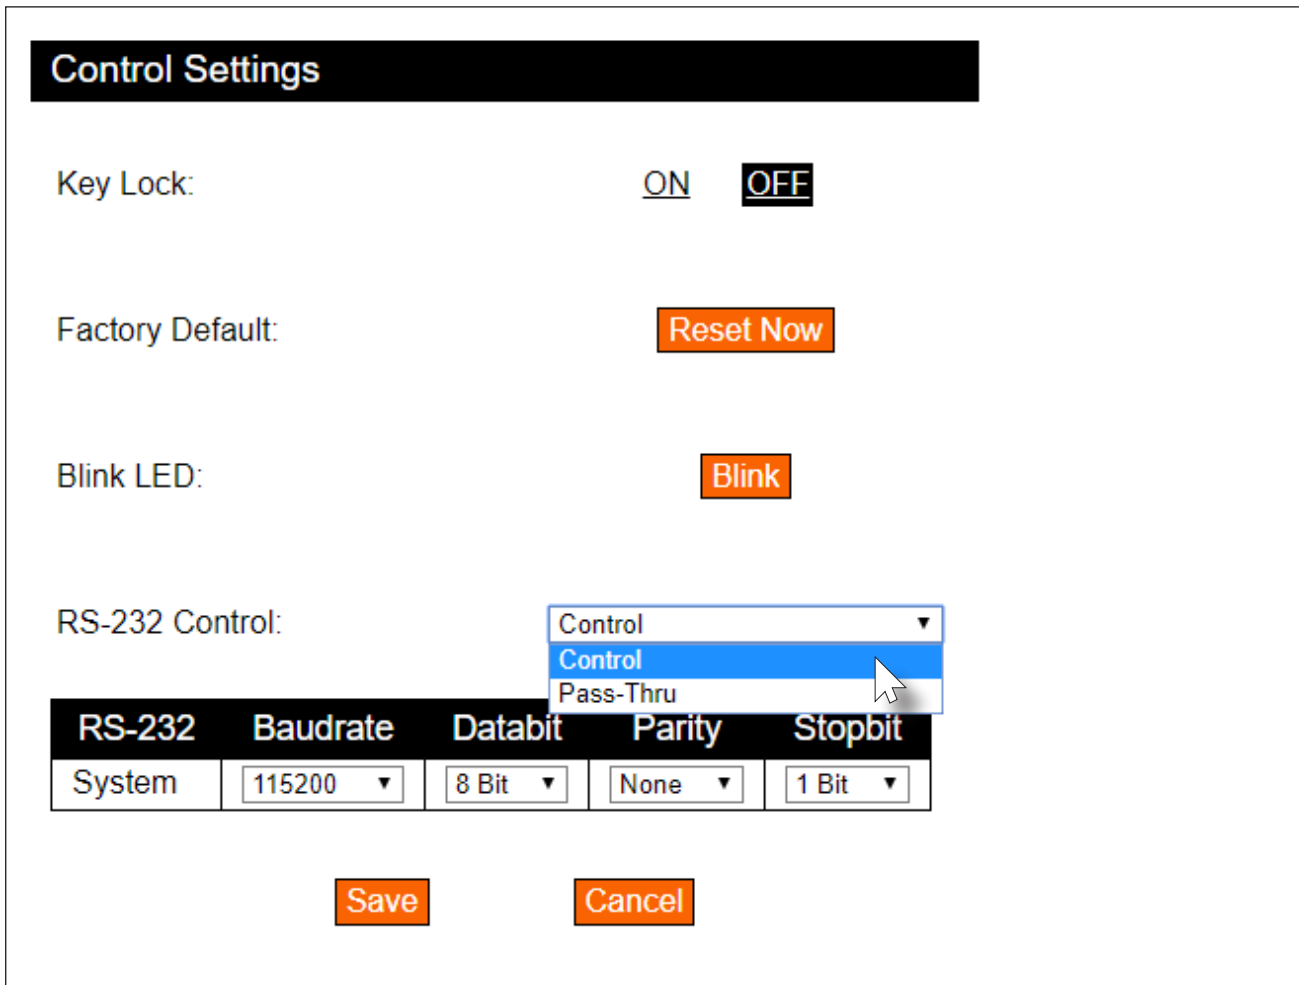 Control Settings
Key Lock: ON OFF
Factory Default: Reset Now
Blink LED: Blink
RS-232 Control: Control
Control
Pass-Thru
RS-232 Baudrate Databit Parity Stopbit
System 115200 8 Bit None 1 Bit
Save Cancel